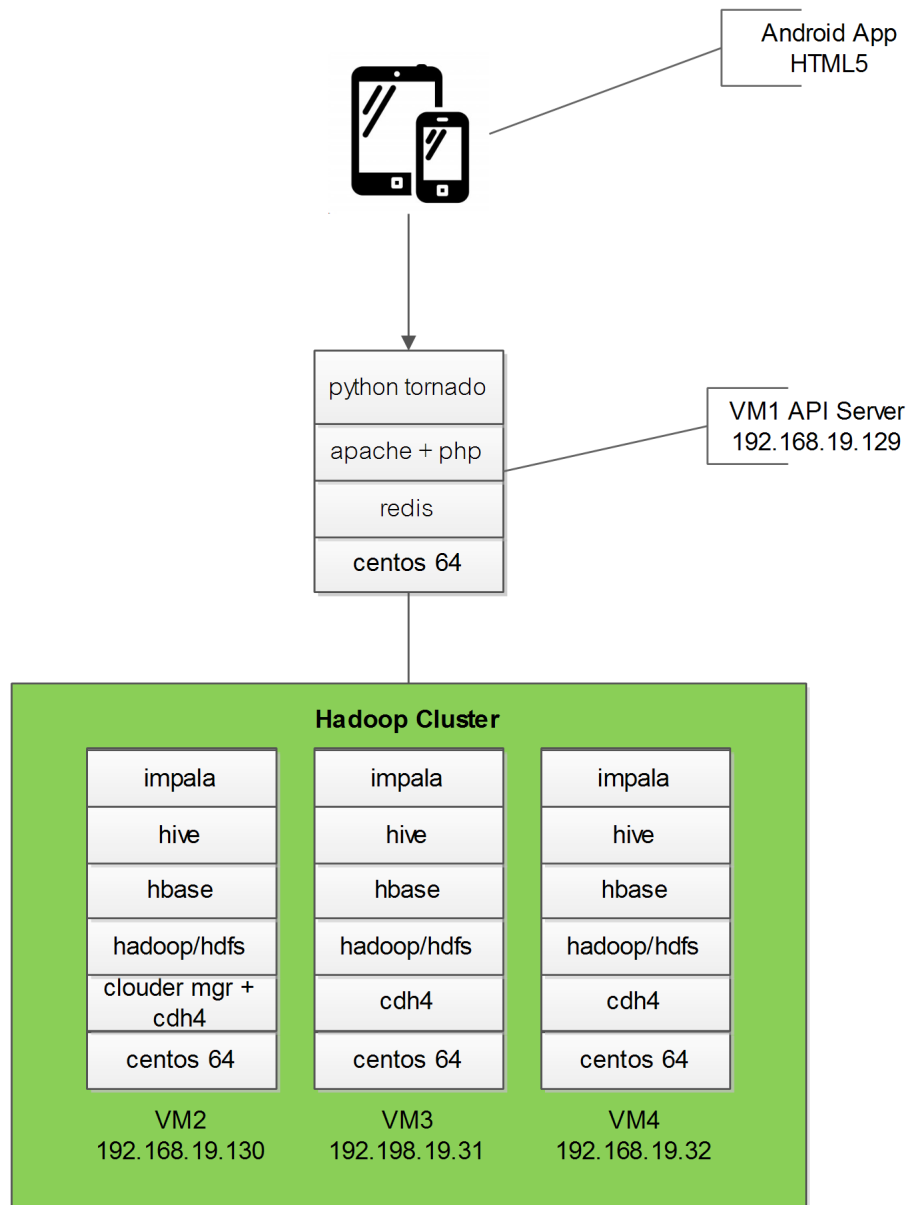 Android App
HTML5
python tornado
apache + php
redis
centos 64
VM1 API Server
192.168.19.129
Hadoop Cluster
impala
hive
hbase
hadoop/hdfs
clouder mgr +
cdh4
centos 64
VM2
192.168.19.130
impala
hive
hbase
hadoop/hdfs
cdh4
centos 64
VM3
192.198.19.31
impala
hive
hbase
hadoop/hdfs
cdh4
centos 64
VM4
192.168.19.32